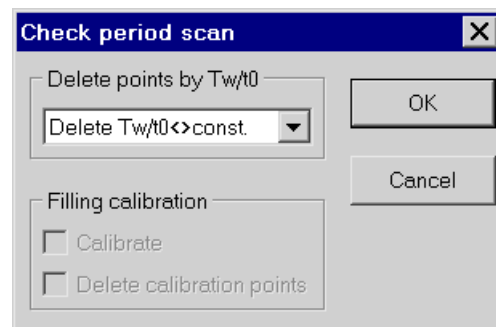 Check period scan
Delete points by Tw/t0
Delete Tw/t0<>const.
OK
Cancel
Filling calibration
Calibrate
Delete calibration points